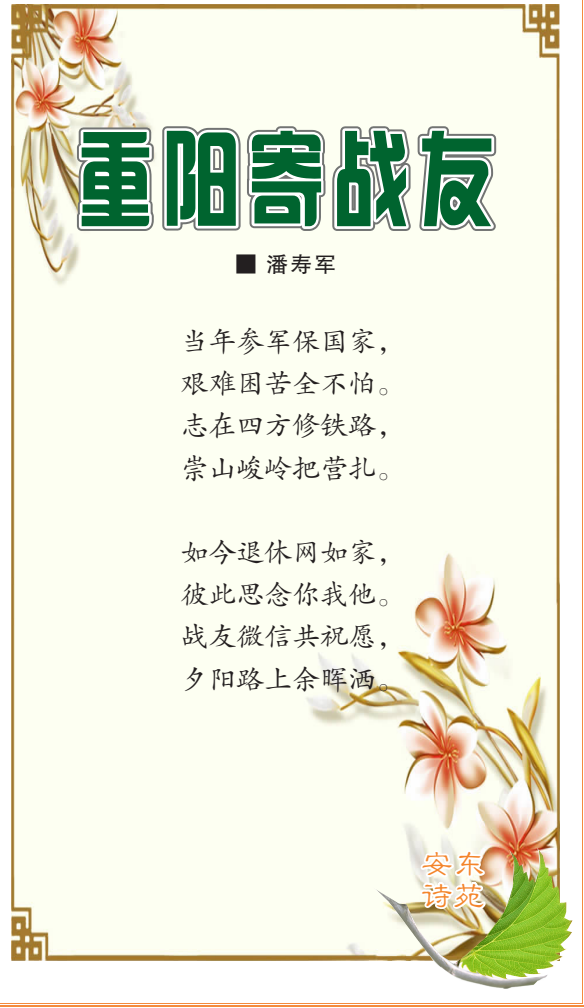 重阳寄战友
■ 潘寿军
当年参军保国家，
艰难困苦全不怕。
志在四方修铁路，
崇山峻岭把营扎。
如今退休网如家，
彼此思念你我他。
战友微信共祝愿，
夕阳路上余晖洒。
安东
诗苑